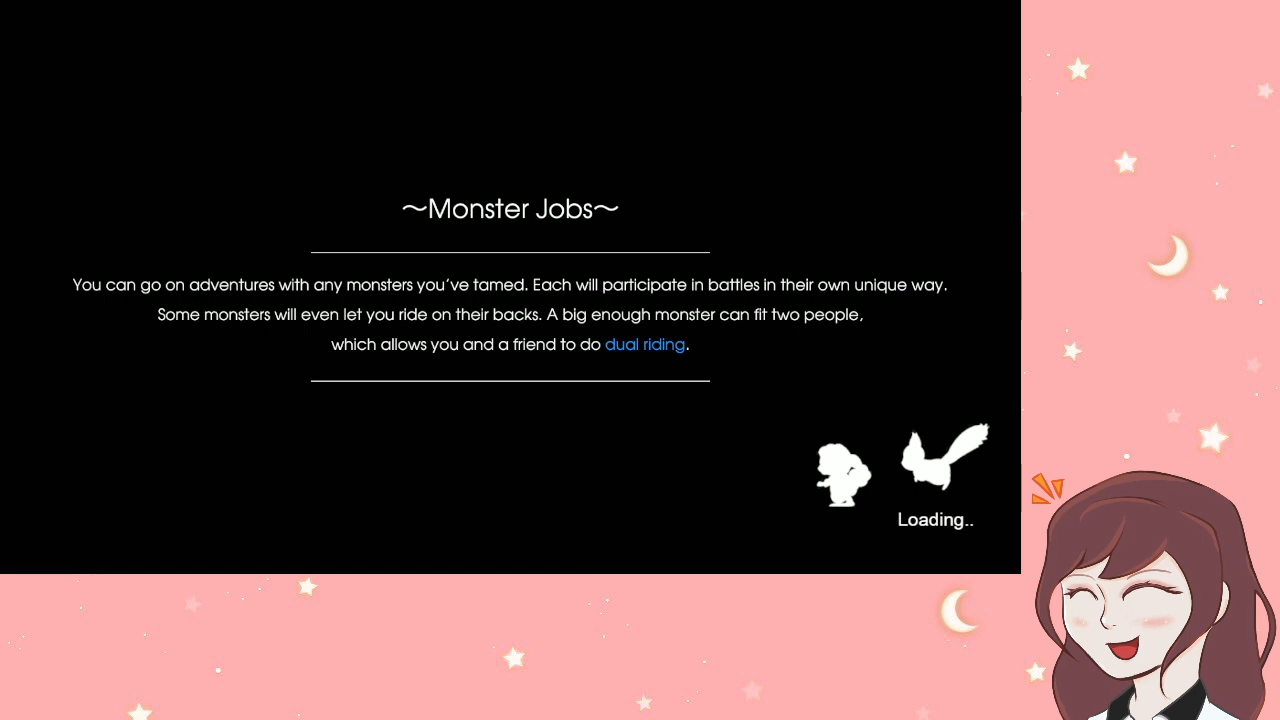 ～Monster Jobs～
You can go on adventures with any monsters you've tamed. Each will participate in battles in their own unique way.
Some monsters will even let you ride on their backs. A big enough monster can fit two people,
which allows you and a friend to do dual riding.
Loading..